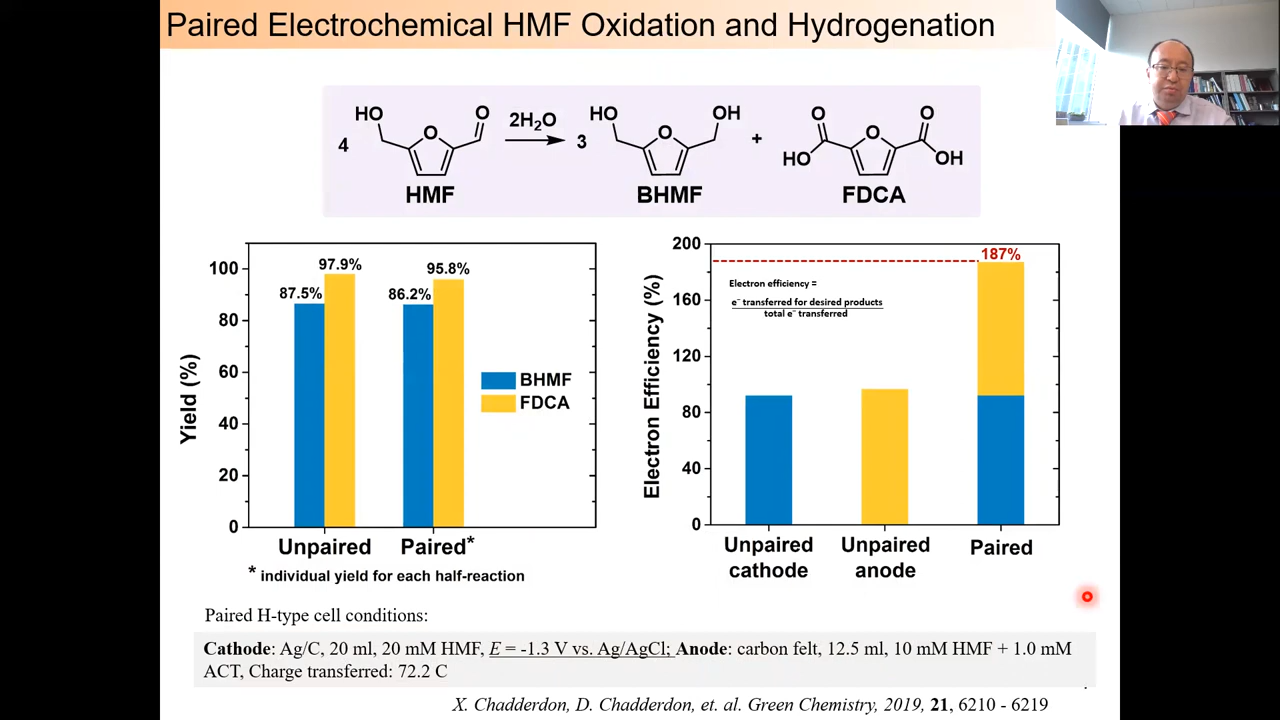 Paired Electrochemical HMF Oxidation and Hydrogenation
HO O 2H₂O HO OH O O
4 O 3 O + O
HO OH
HMF BHMF FDCA
Yield (%)
100
80
60
40
20
0
87.5%
97.9%
86.2%
95.8%
BHMF
FDCA
Unpaired Paired*
* individual yield for each half-reaction
Electron Efficiency (%)
200
160
120
80
40
0
187%
Electron efficiency =
e⁻ transferred for desired products
total e⁻ transferred
Unpaired cathode
Unpaired anode
Paired
Paired H-type cell conditions:
Cathode: Ag/C, 20 ml, 20 mM HMF, E = -1.3 V vs. Ag/AgCl; Anode: carbon felt, 12.5 ml, 10 mM HMF + 1.0 mM
ACT, Charge transferred: 72.2 C
X. Chadderdon, D. Chadderdon, et. al. Green Chemistry, 2019, 21, 6210 - 6219